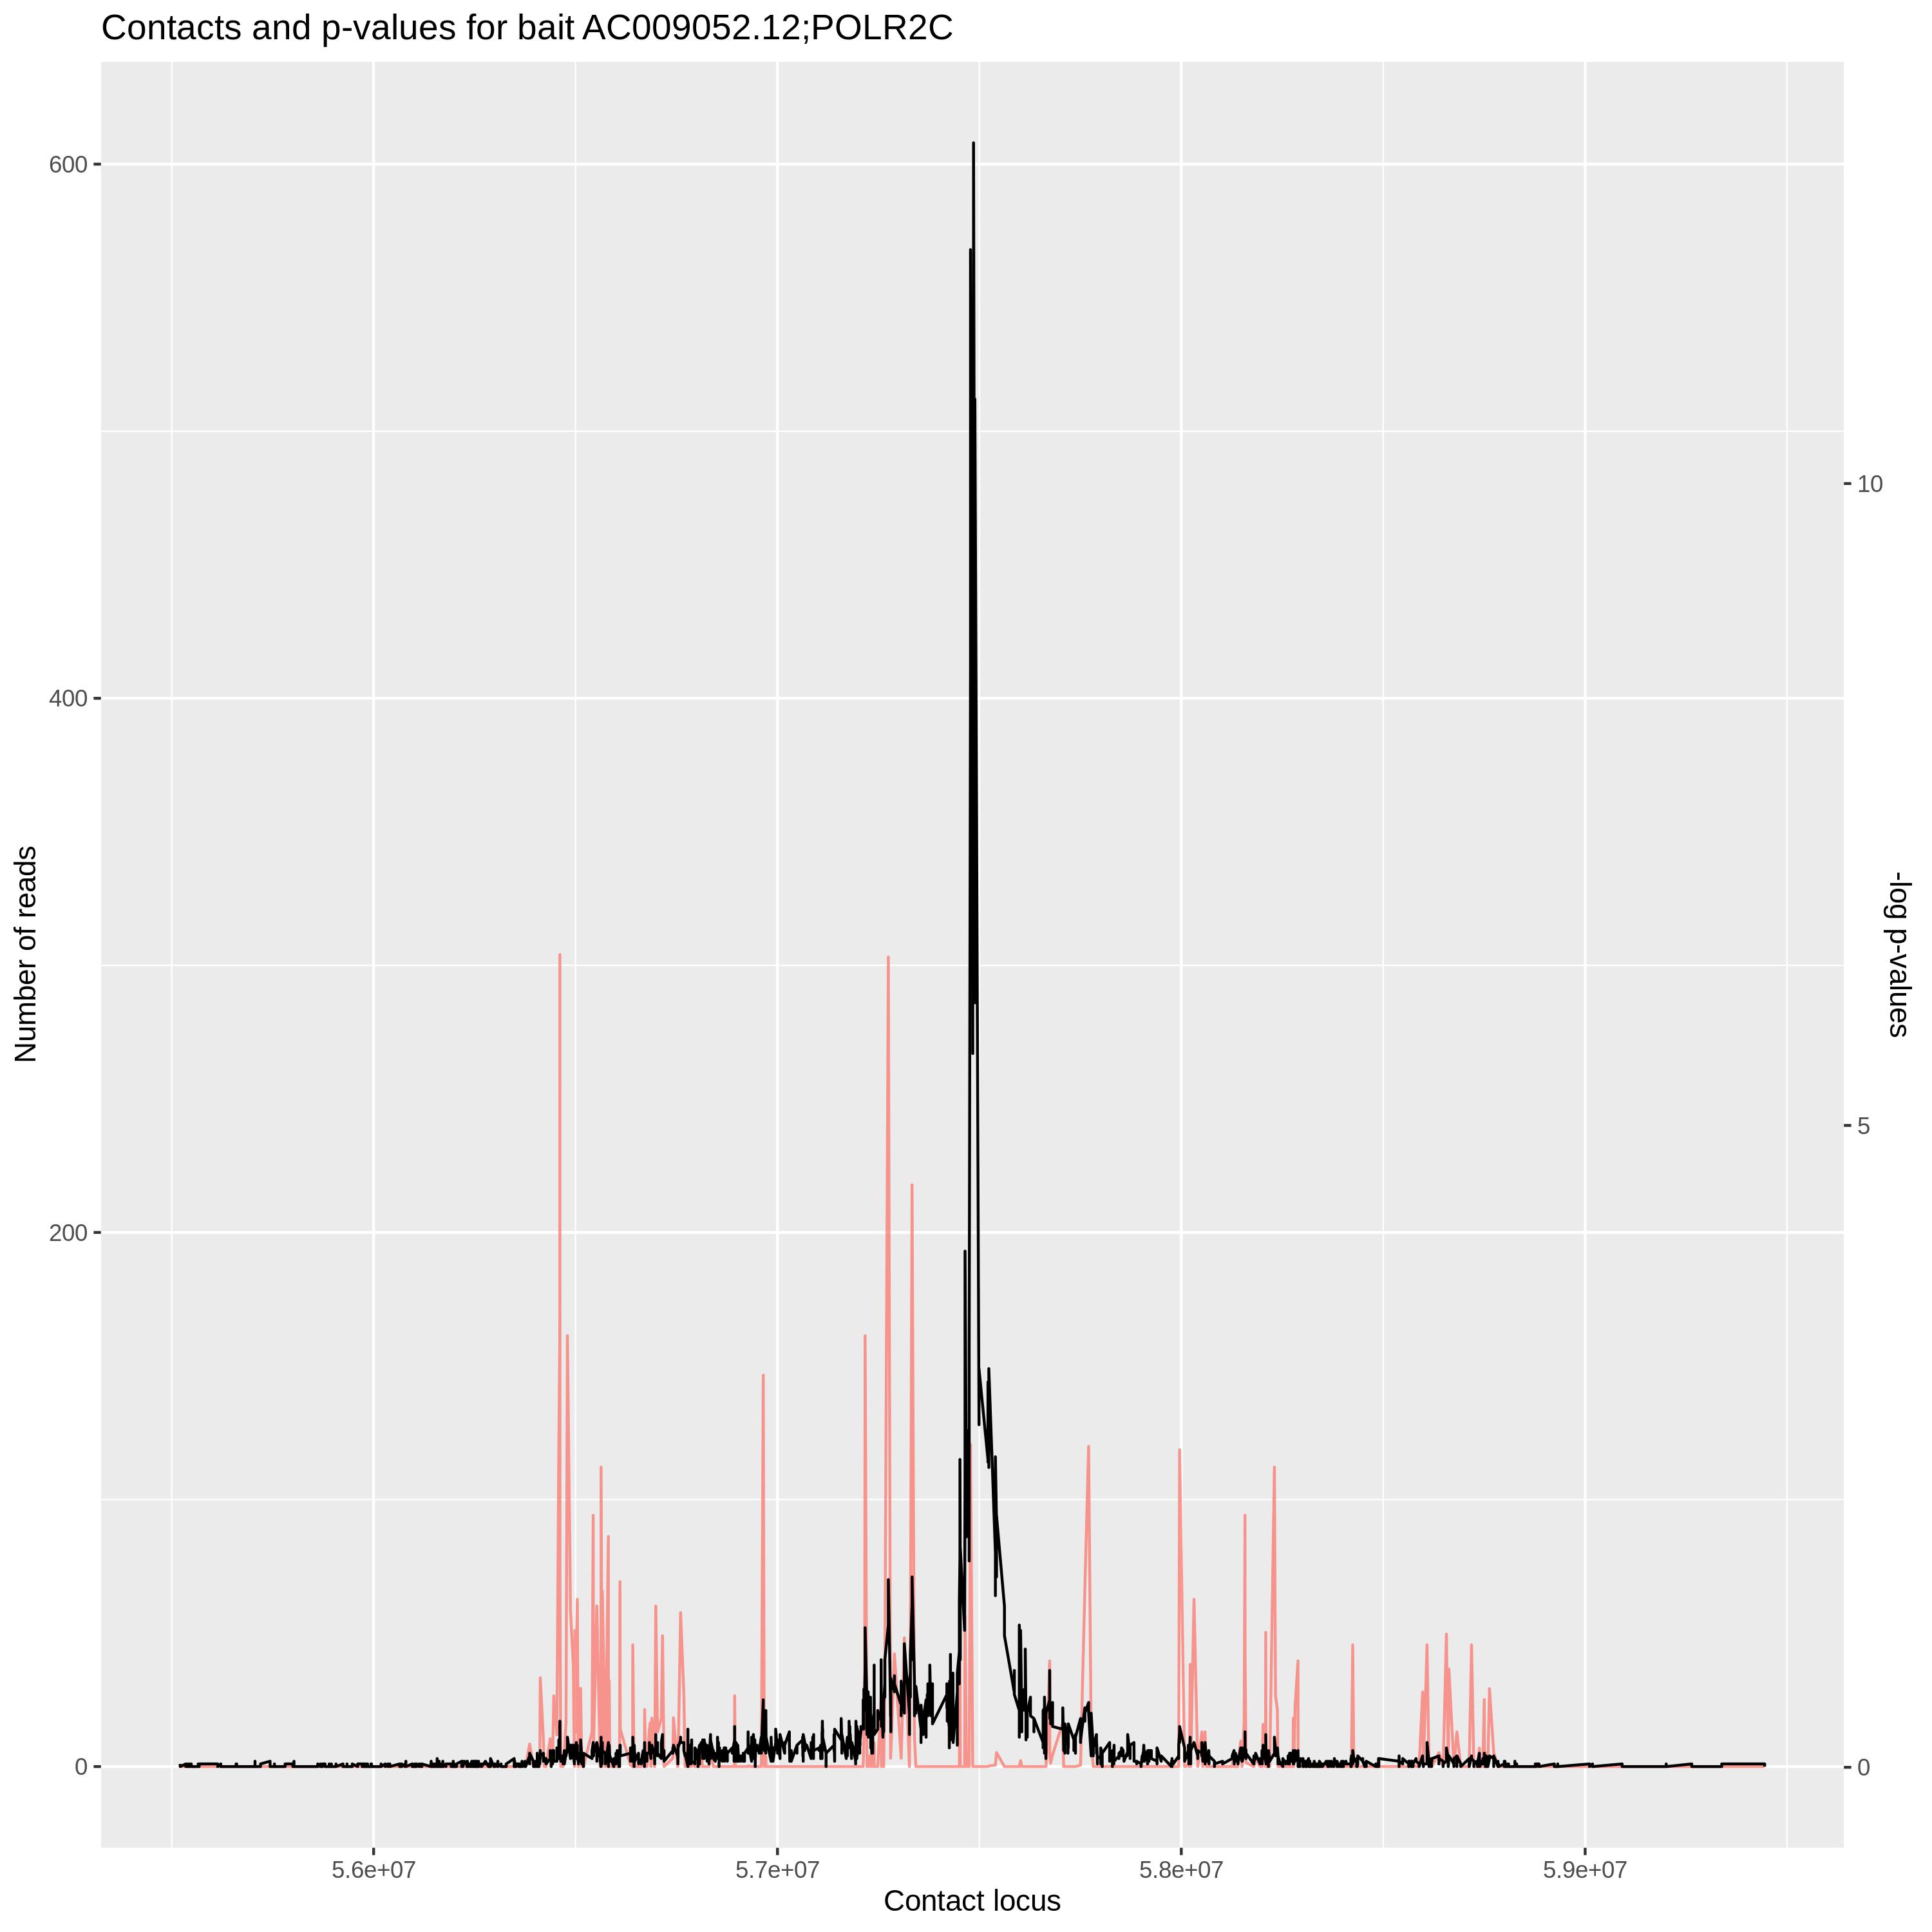 Contacts and p-values for bait AC009052.12;POLR2C
600
400
200
0
Number of reads
10
5
0
-log p-values
5.6e+07
5.7e+07
5.8e+07
5.9e+07
Contact locus